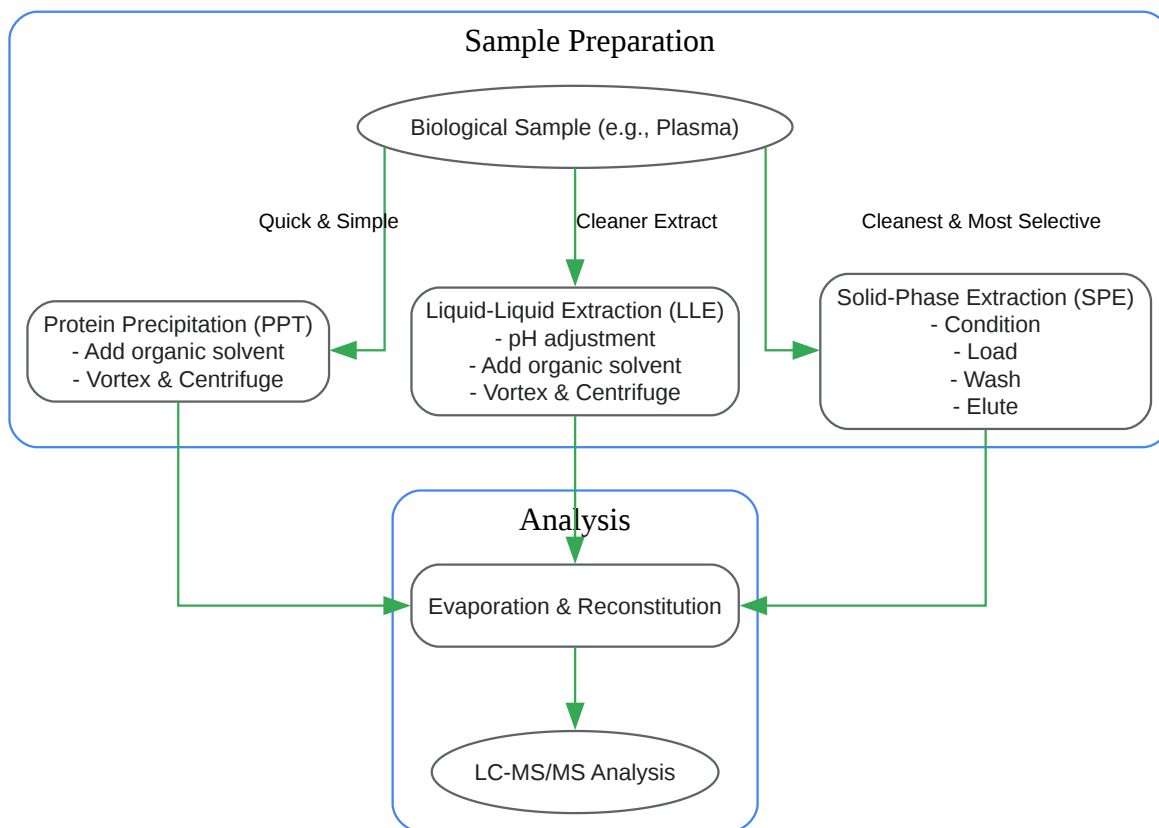 Sample Preparation
Biological Sample (e.g., Plasma)
Quick & Simple
Cleaner Extract
Cleanest & Most Selective
Protein Precipitation (PPT)
- Add organic solvent
- Vortex & Centrifuge
Liquid-Liquid Extraction (LLE)
- pH adjustment
- Add organic solvent
- Vortex & Centrifuge
Solid-Phase Extraction (SPE)
- Condition
- Load
- Wash
- Elute
Analysis
Evaporation & Reconstitution
LC-MS/MS Analysis